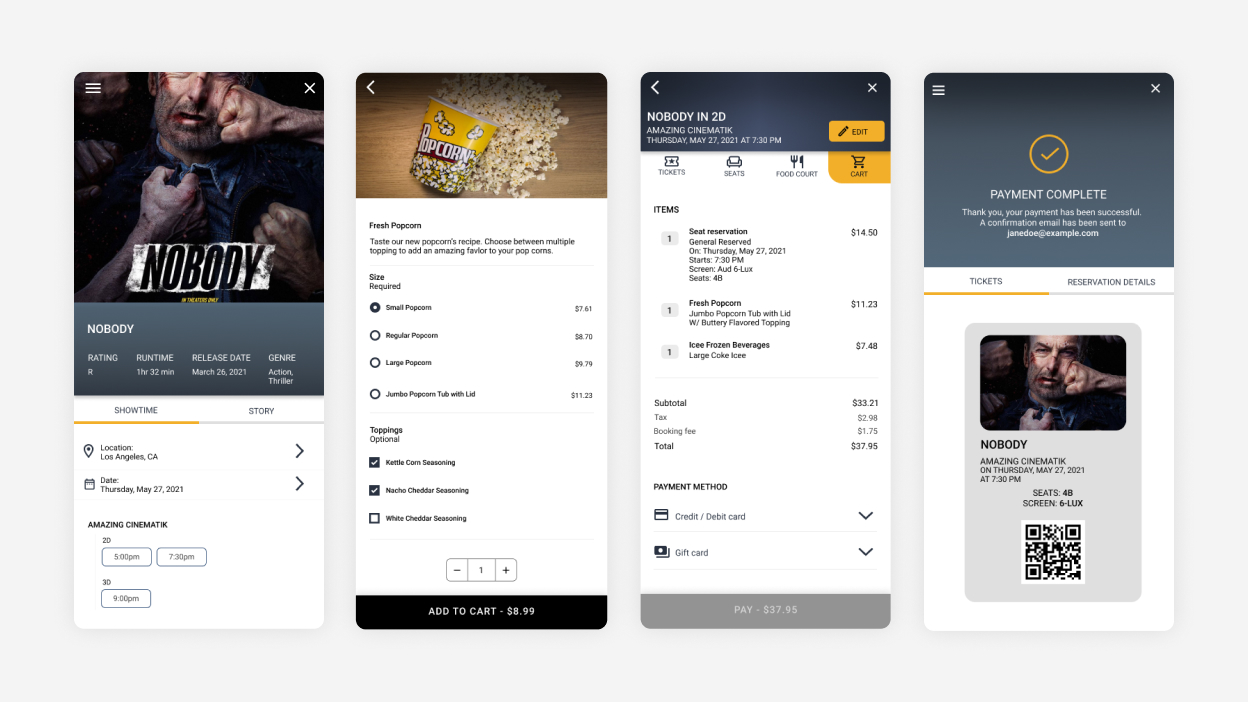 NOBODY
IN THEATERS ONLY
NOBODY
RATING RUNTIME RELEASE DATE GENRE
R 1hr 32 min March 26, 2021 Action,
Thriller
SHOWTIME STORY
Location:
Los Angeles, CA
Date:
Thursday, May 27, 2021
AMAZING CINEMATIK
2D
5:00pm 7:30pm
3D
9:00pm
POPCORN
Fresh Popcorn
Taste our new popcorn's recipe. Choose between multiple
topping to add an amazing favlor to your pop corns.
Size
Required
Small Popcorn $7.61
Regular Popcorn $8.70
Large Popcorn $9.79
Jumbo Popcorn Tub with Lid $11.23
Toppings
Optional
Kettle Corn Seasoning
Nacho Cheddar Seasoning
White Cheddar Seasoning
− 1 +
ADD TO CART - $8.99
NOBODY IN 2D
AMAZING CINEMATIK
THURSDAY, MAY 27, 2021 AT 7:30 PM
EDIT
TICKETS SEATS FOOD COURT CART
ITEMS
1 Seat reservation $14.50
General Reserved
On: Thursday, May 27, 2021
Starts: 7:30 PM
Screen: Aud 6-Lux
Seats: 4B
1 Fresh Popcorn $11.23
Jumbo Popcorn Tub with Lid
W/ Buttery Flavored Topping
1 Icee Frozen Beverages $7.48
Large Coke Icee
Subtotal $33.21
Tax $2.98
Booking fee $1.75
Total $37.95
PAYMENT METHOD
Credit / Debit card
Gift card
PAY - $37.95
PAYMENT COMPLETE
Thank you, your payment has been successful.
A confirmation email has been sent to
janedoe@example.com
TICKETS RESERVATION DETAILS
NOBODY
AMAZING CINEMATIK
ON THURSDAY, MAY 27, 2021
AT 7:30 PM
SEATS: 4B
SCREEN: 6-LUX